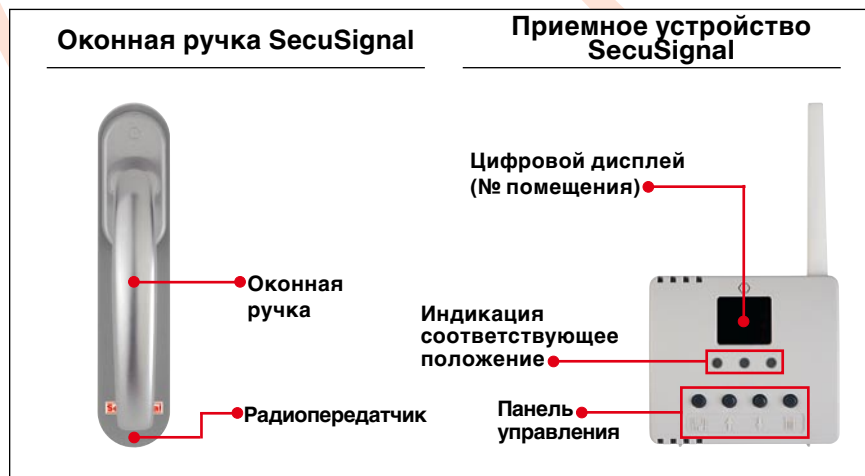 Оконная ручка SecuSignal
Оконная
ручка
Радиопередатчик
Приемное устройство
SecuSignal
Цифровой дисплей
(№ помещения)
Индикация
соответствующее
положение
Панель
управления